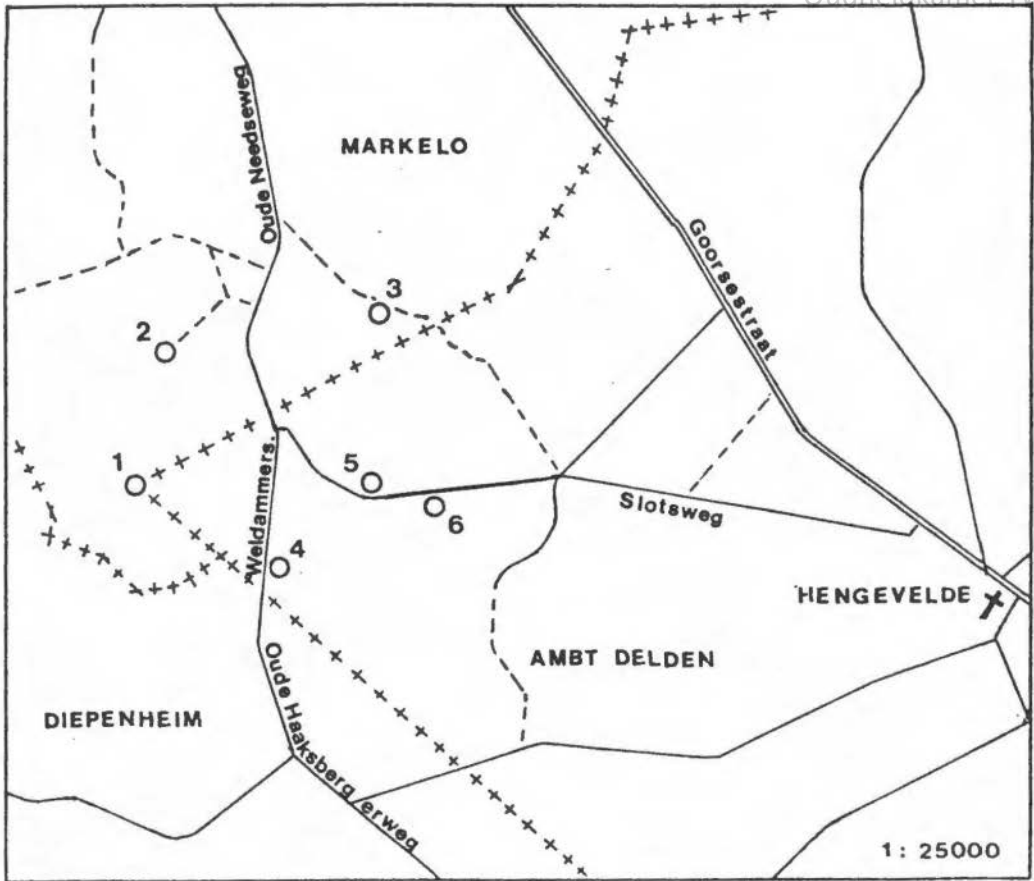 MARKELO
Oude Needseweg
Goorsestraat
3
2
1
5
6
Slotsweg
Weldammers.
4
HENGEVELDE
AMBT DELDEN
DIEPENHEIM
Oude Haaksbergerweg
1: 25000